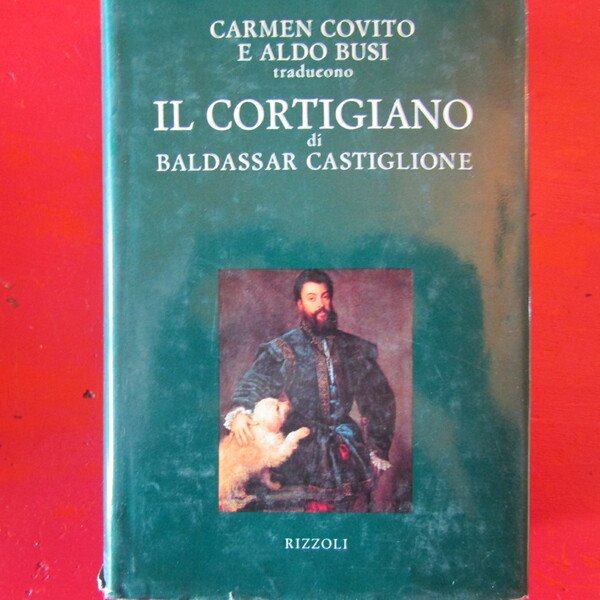 CARMEN COVITO
E ALDO BUSI
traducono
IL CORTIGIANO
di
BALDASSAR CASTIGLIONE
RIZZOLI